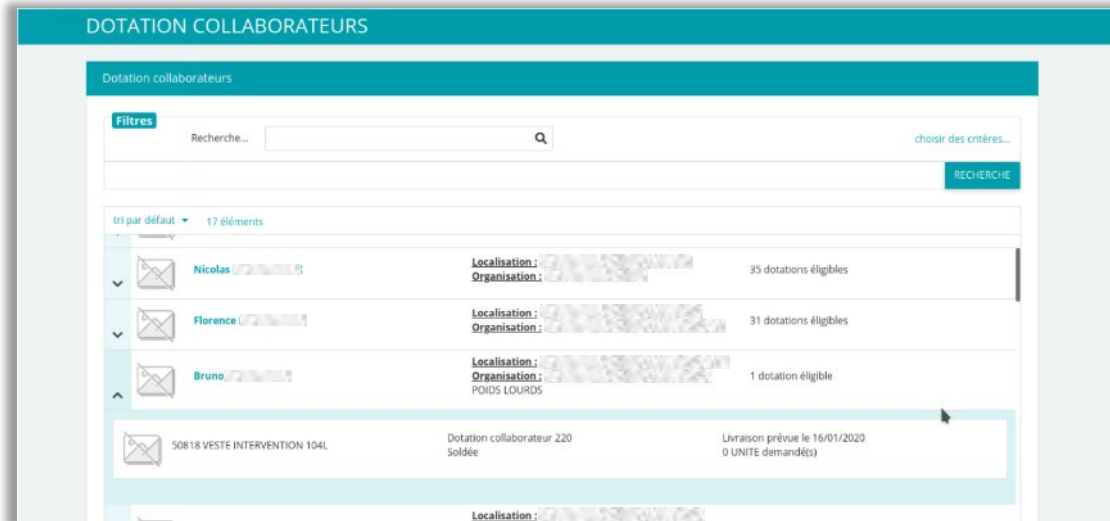 DOTATION COLLABORATEURS
Dotation collaborateurs
Filtres
Recherche...
choisir des critères...
RECHERCHE
tri par défaut 17 éléments
Nicolas
Localisation :
Organisation :
35 dotations éligibles
Florence
Localisation :
Organisation :
31 dotations éligibles
Bruno
Localisation :
Organisation :
POIDS LOURDS
1 dotation éligible
50818 VESTE INTERVENTION 104L
Dotation collaborateur 220
Soldée
Livraison prévue le 16/01/2020
0 UNITE demandé(s)
Localisation :